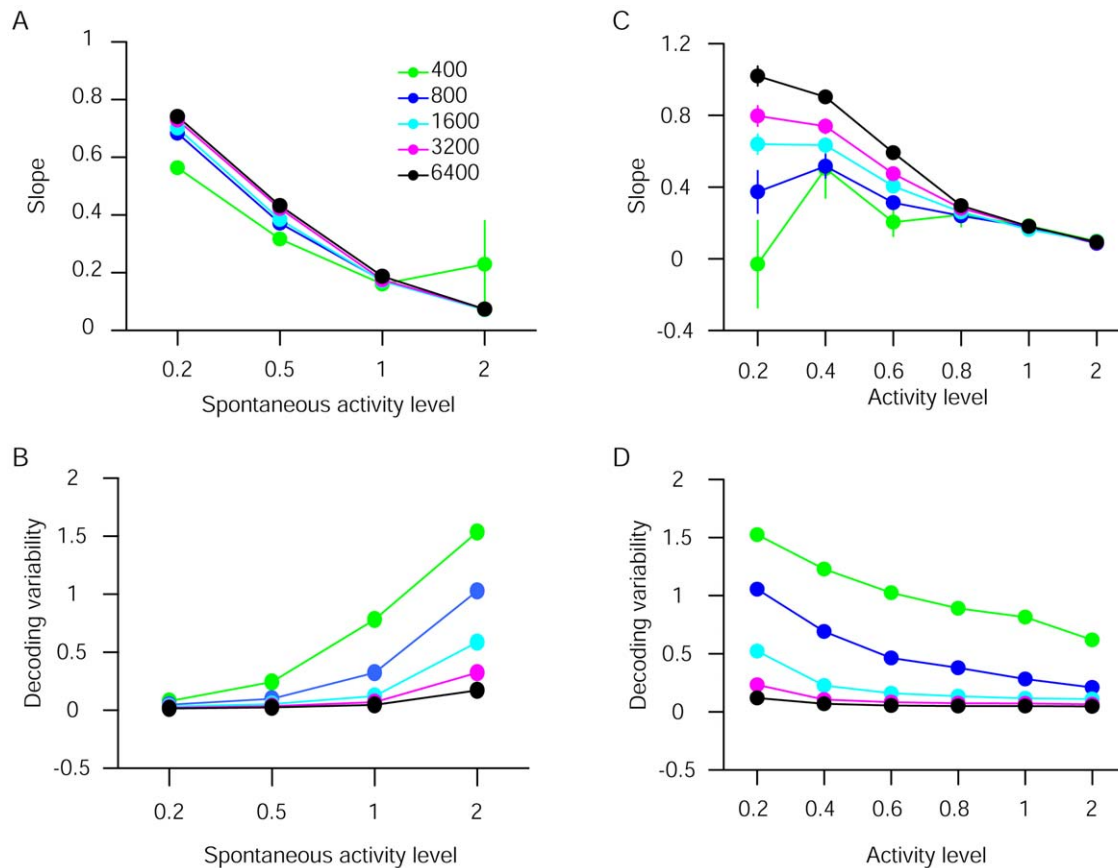 A
1
0.8
0.6
0.4
0.2
0
Slope
0.2 0.5 1 2
Spontaneous activity level
400
800
1600
3200
6400
C
1.2
0.8
0.4
0
-0.4
Slope
0.2 0.4 0.6 0.8 1 2
Activity level
B
2
1.5
1
0.5
0
-0.5
Decoding variability
0.2 0.5 1 2
Spontaneous activity level
D
2
1.5
1
0.5
0
-0.5
Decoding variability
0.2 0.4 0.6 0.8 1 2
Activity level